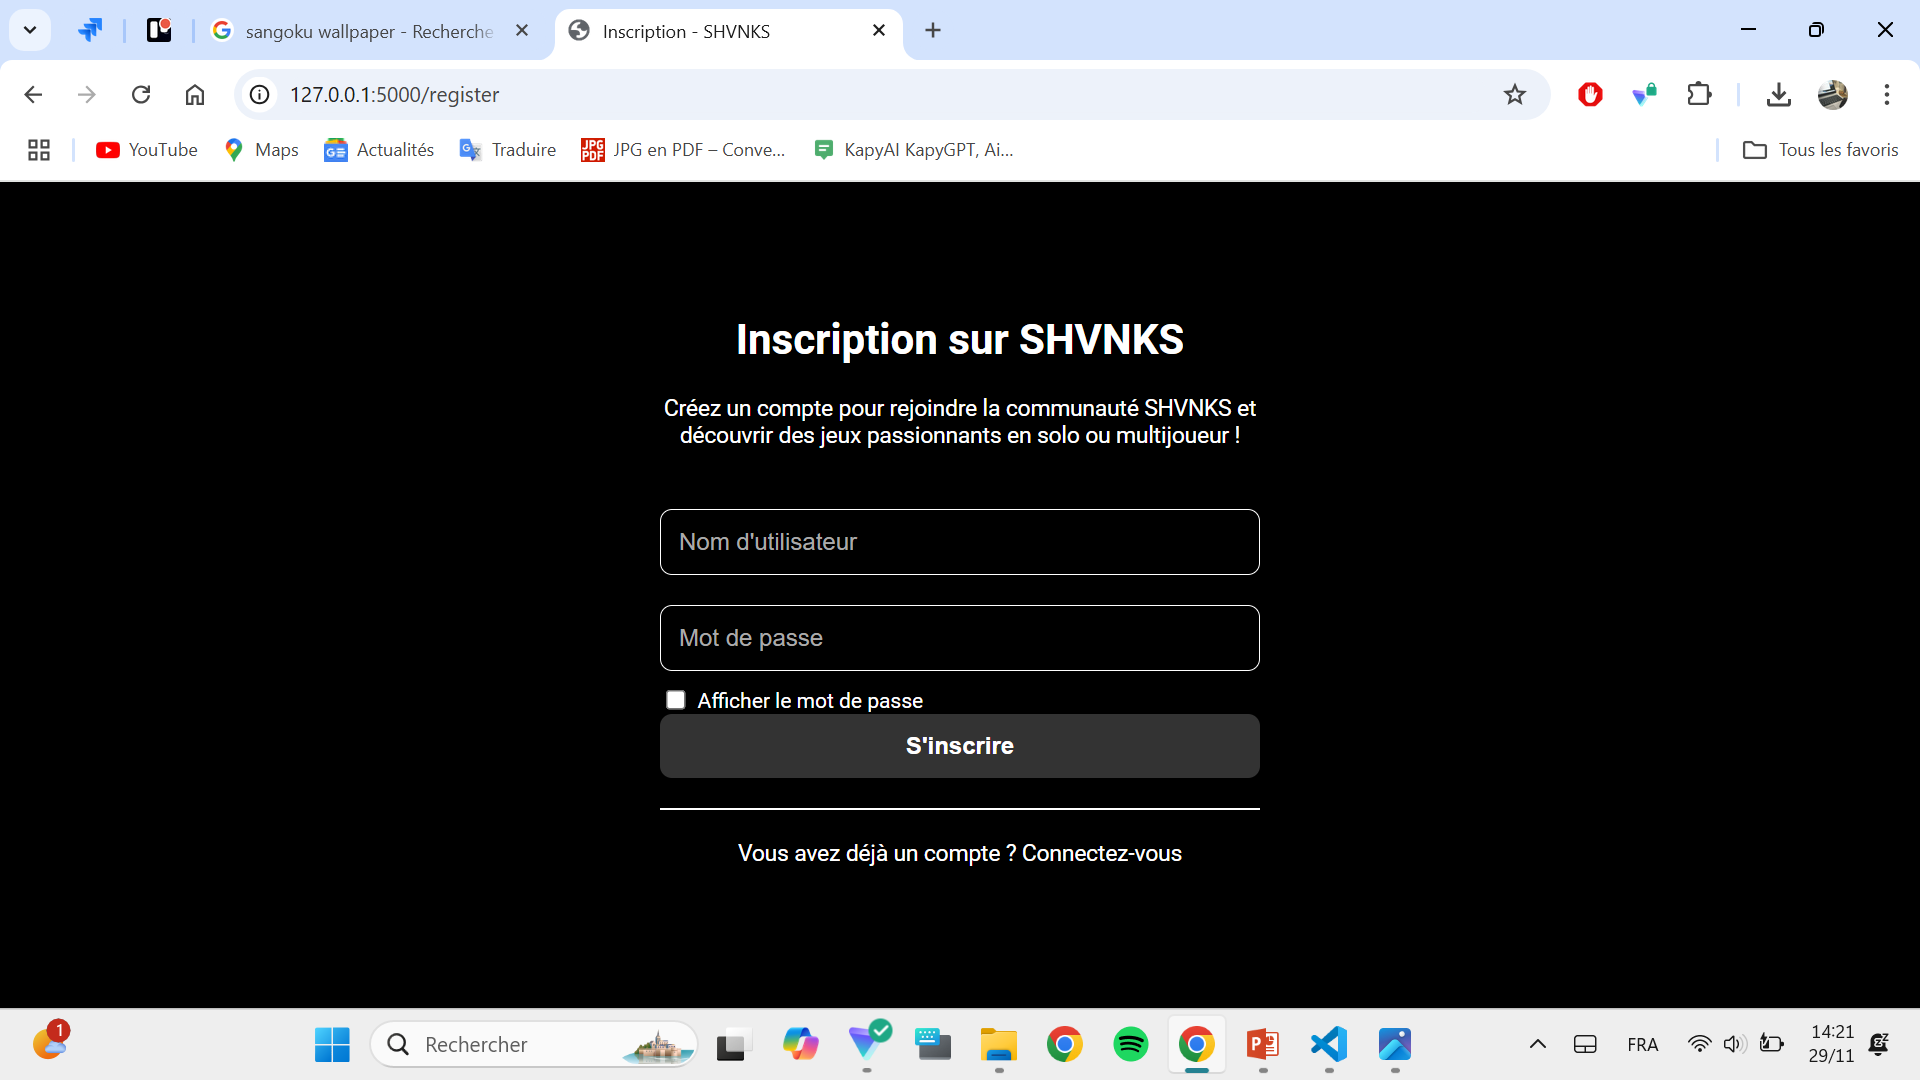 sangoku wallpaper - Recherche
Inscription - SHVNKS
127.0.0.1:5000/register
YouTube
Maps
Actualités
Traduire
JPG PDF
JPG en PDF – Conve...
KapyAI KapyGPT, Ai...
Tous les favoris
Inscription sur SHVNKS
Créez un compte pour rejoindre la communauté SHVNKS et
découvrir des jeux passionnants en solo ou multijoueur !
Nom d'utilisateur
Mot de passe
Afficher le mot de passe
S'inscrire
Vous avez déjà un compte ? Connectez-vous
1
Rechercher
FRA
14:21
29/11